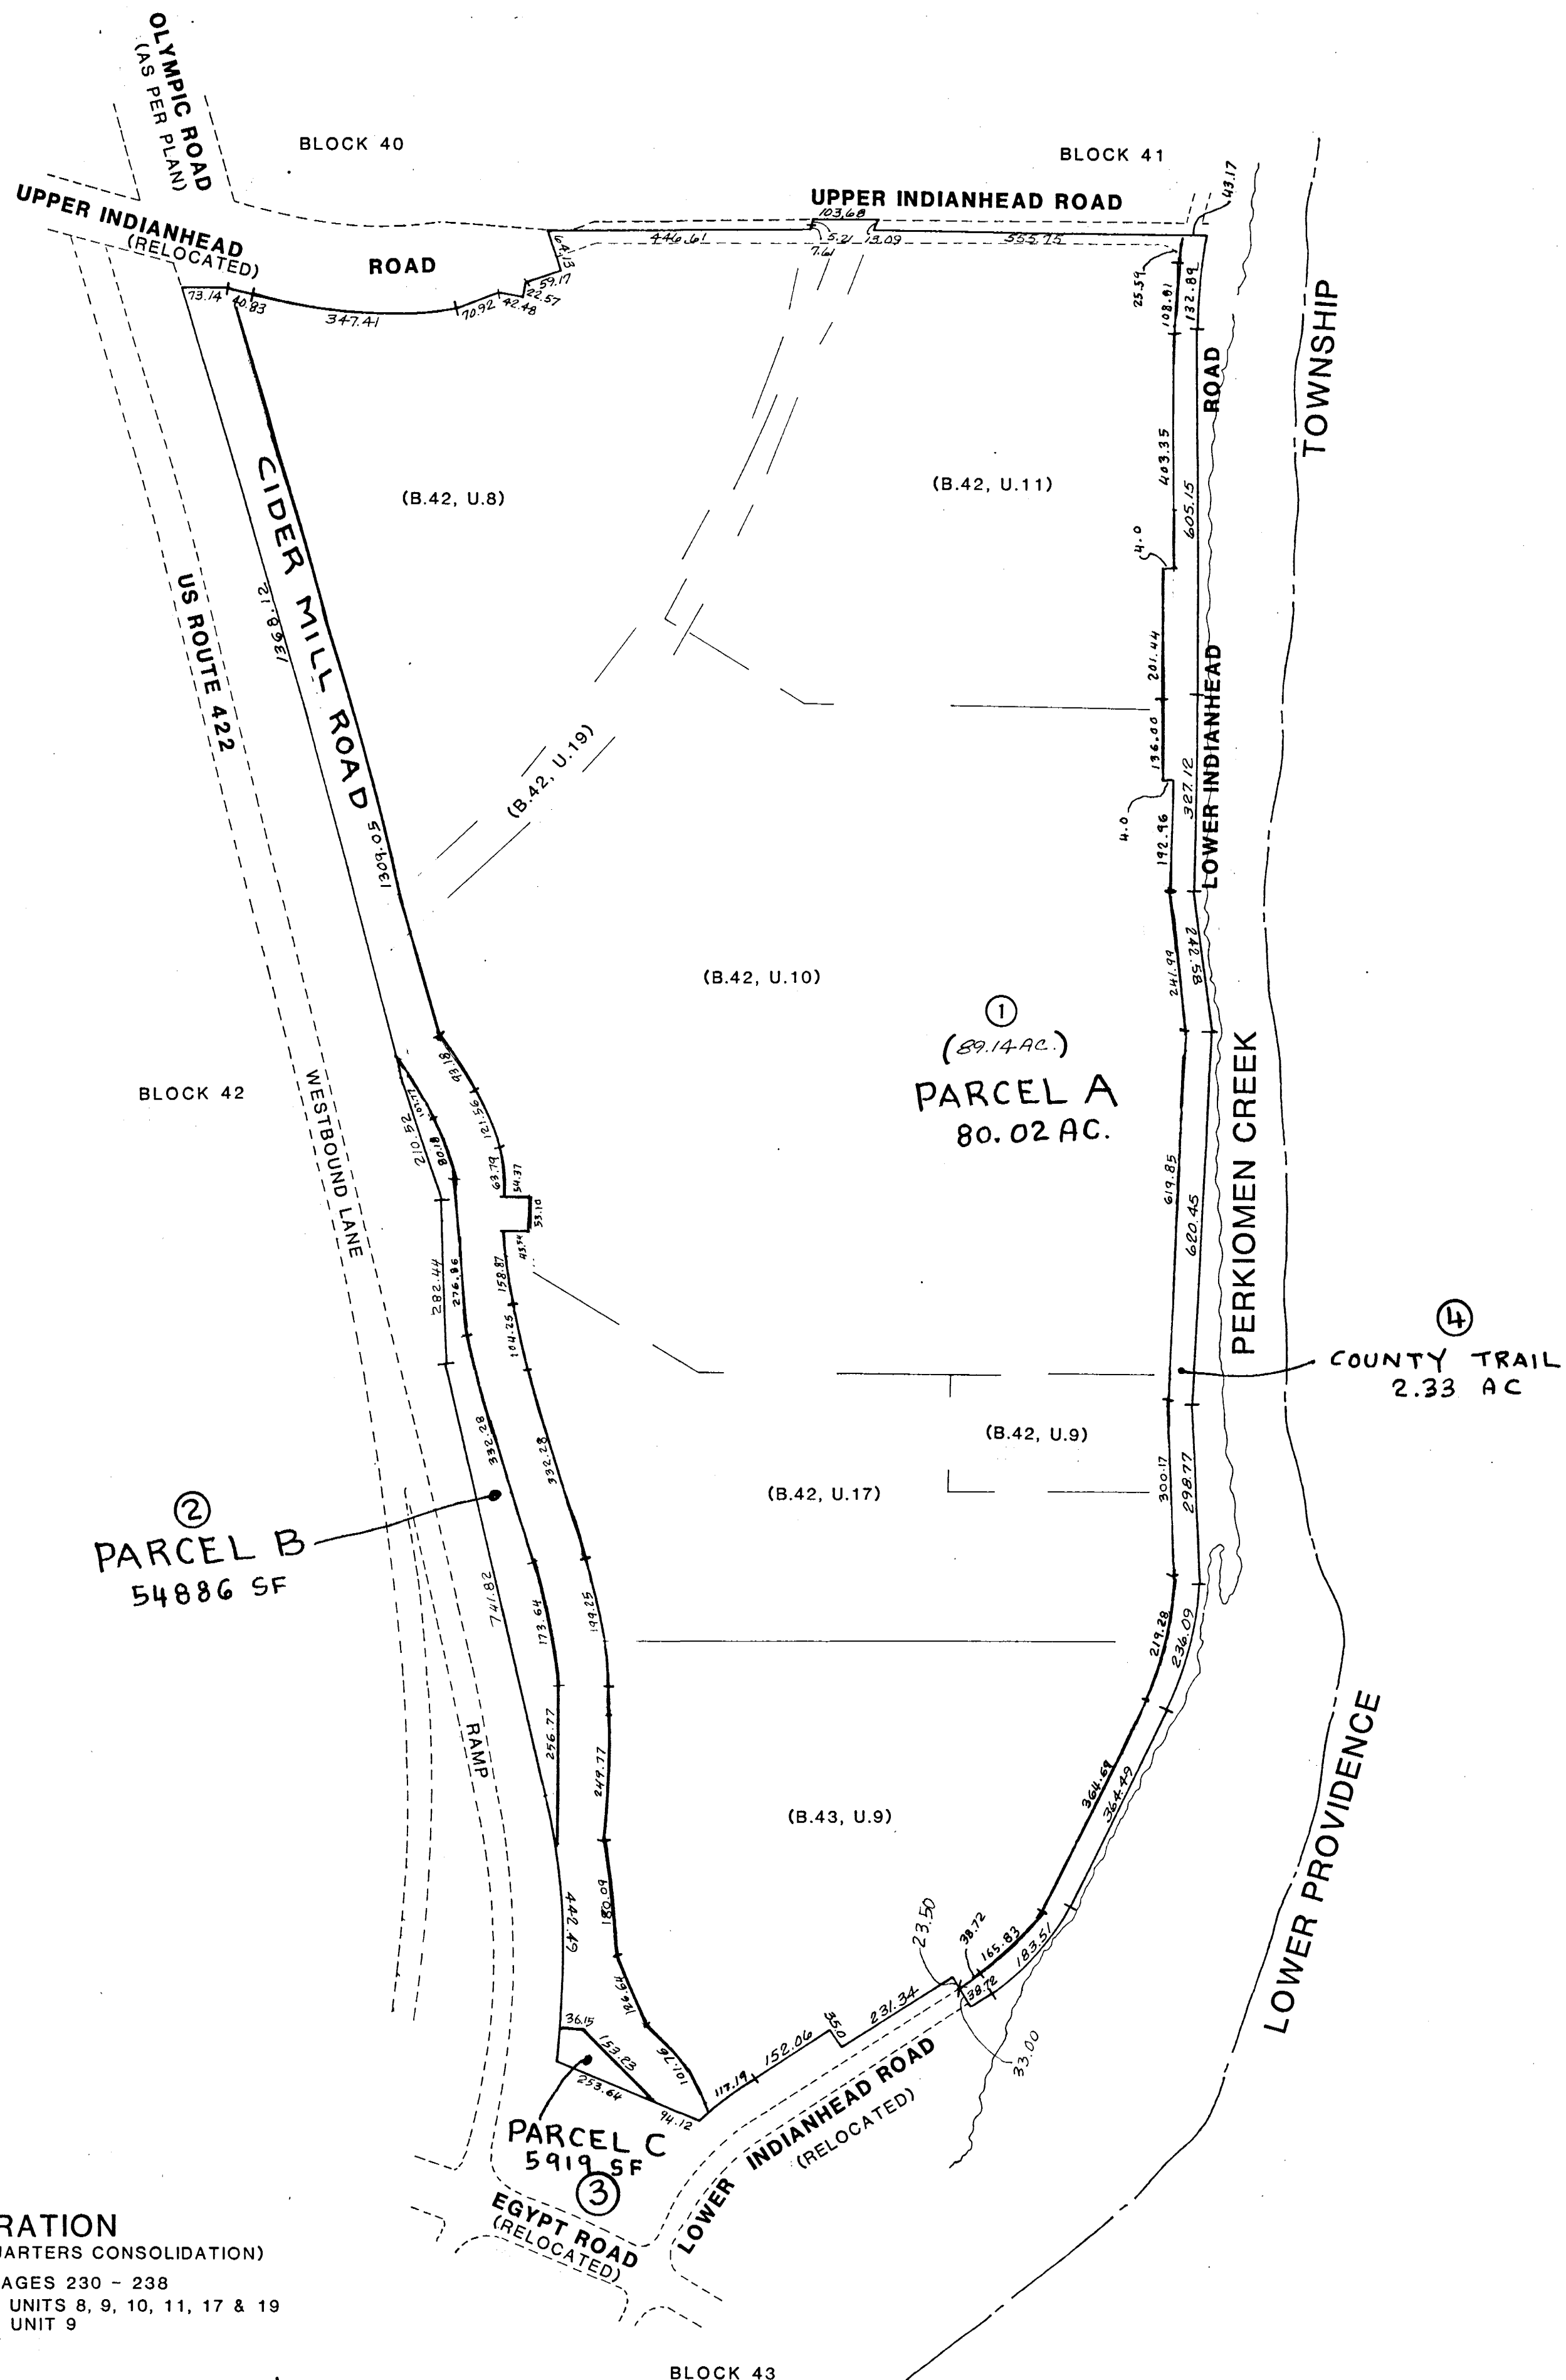 OLYMPIC ROAD
(AS PER PLAN)
BLOCK 40
BLOCK 41
43.17
UPPER INDIANHEAD
(RELOCATED)
ROAD
UPPER INDIANHEAD ROAD
103.68
446.61
5.21
13.09
7.61
555.75
64.13
59.17
22.57
42.48
70.92
347.41
40.83
73.14
25.59
108.81
132.89
ROAD
TOWNSHIP
403.35
605.15
(B.42, U.8)
(B.42, U.11)
CIDER MILL ROAD
1368.12
US ROUTE 422
4.0
201.44
136.00
LOWER INDIANHEAD
327.12
4.0
192.96
(B.42, U.19)
1309.05
241.99
242.58
(B.42, U.10)
1
(89.14 AC.)
PARCEL A
80.02 AC.
BLOCK 42
WESTBOUND LANE
93.18
121.56
63.79
54.37
53.10
210.52
80.18
PERKIOMEN CREEK
619.85
620.45
282.44
276.86
158.87
104.25
4
COUNTY TRAIL
2.33 AC
332.28
332.28
(B.42, U.9)
(B.42, U.17)
300.17
298.77
2
PARCEL B
54886 SF
741.82
173.64
199.25
219.28
236.09
RAMP
256.77
249.77
364.69
364.49
(B.43, U.9)
LOWER PROVIDENCE
442.49
180.09
126.64
23.50
38.72
165.83
183.51
38.72
33.00
36.15
153.23
253.64
101.76
94.12
117.19
152.06
35.0
231.34
LOWER INDIANHEAD ROAD
(RELOCATED)
PARCEL C
5919 SF
3
EGYPT ROAD
(RELOCATED)
RATION
UARTERS CONSOLIDATION)
AGES 230 - 238
UNITS 8, 9, 10, 11, 17 & 19
UNIT 9
BLOCK 43